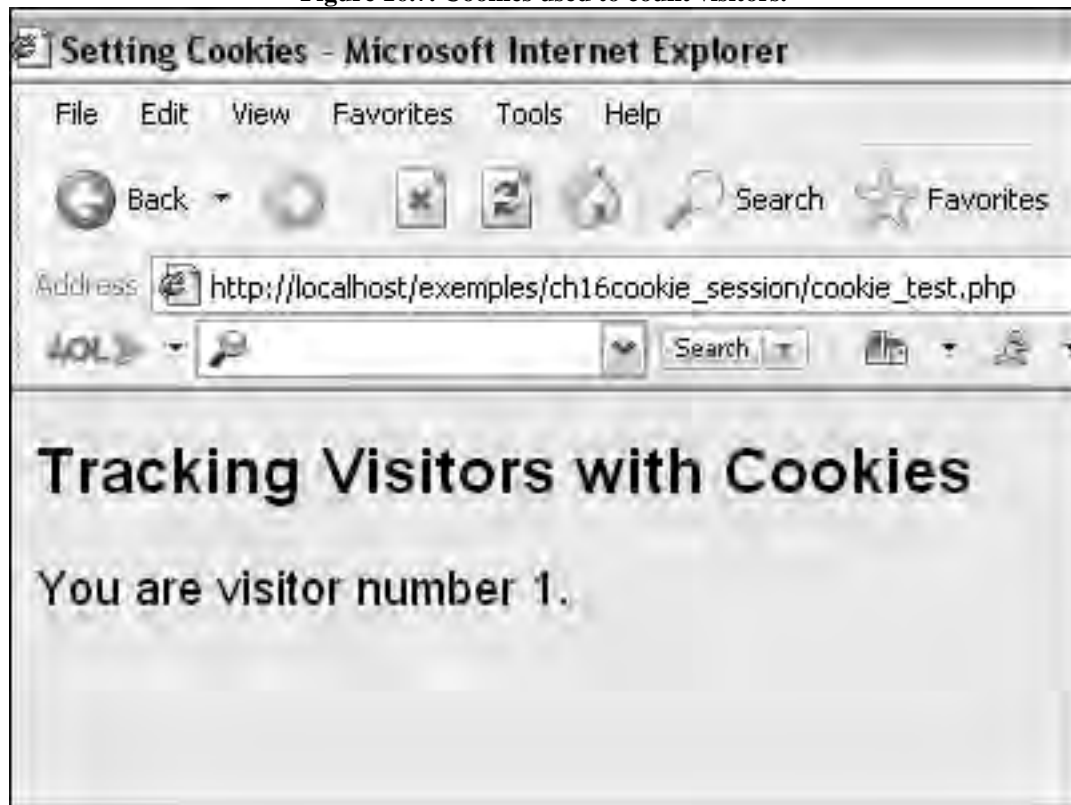 Setting Cookies - Microsoft Internet Explorer
File Edit View Favorites Tools Help
Back Search Favorites
Address http://localhost/exemples/ch16cookie_session/cookie_test.php
AOL Search
Tracking Visitors with Cookies
You are visitor number 1.